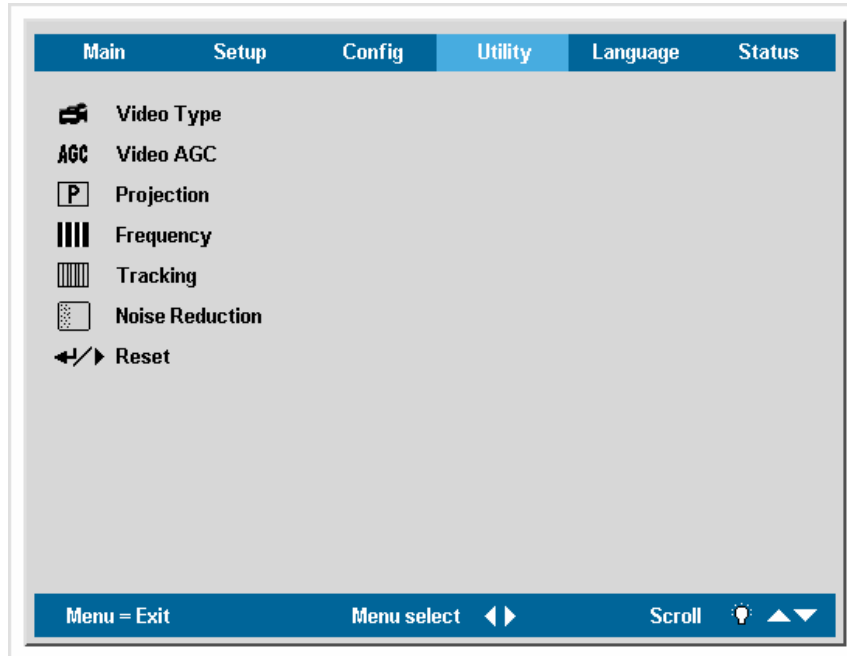 Main Setup Config Utility Language Status
Video Type
AGC Video AGC
P Projection
Frequency
Tracking
Noise Reduction
Reset
Menu = Exit Menu select Scroll